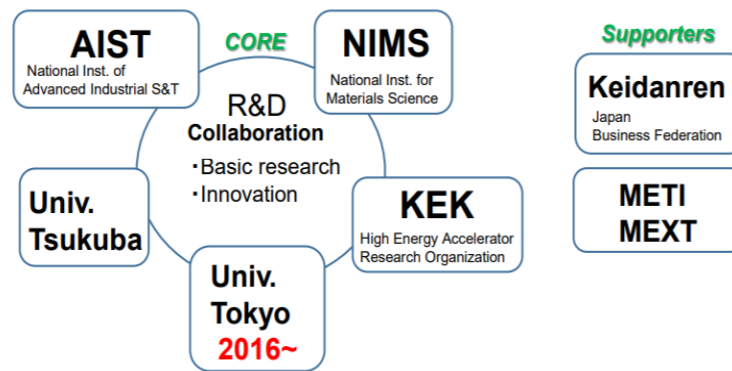 AIST
National Inst. of
Advanced Industrial S&T
CORE
NIMS
National Inst. for
Materials Science
R&D
Collaboration
・Basic research
・Innovation
Univ.
Tsukuba
KEK
High Energy Accelerator
Research Organization
Univ.
Tokyo
2016~
Supporters
Keidanren
Japan
Business Federation
METI
MEXT